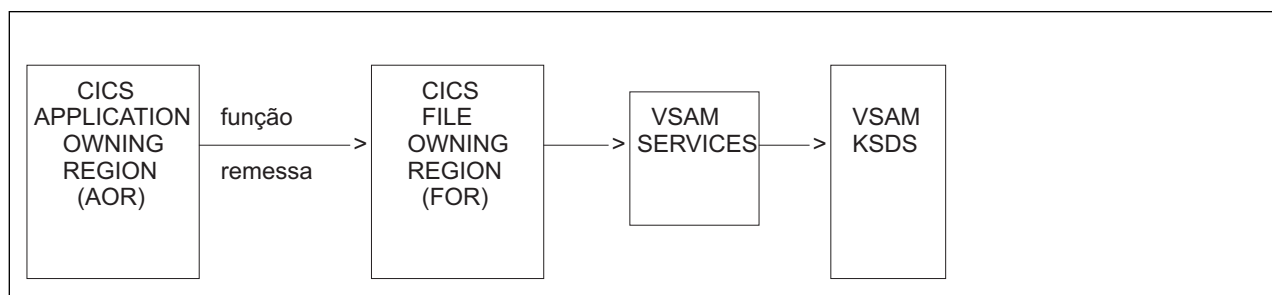 CICS
APPLICATION
OWNING
REGION
(AOR)
função
remessa
>
CICS
FILE
OWNING
REGION
(FOR)
>
VSAM
SERVICES
>
VSAM
KSDS